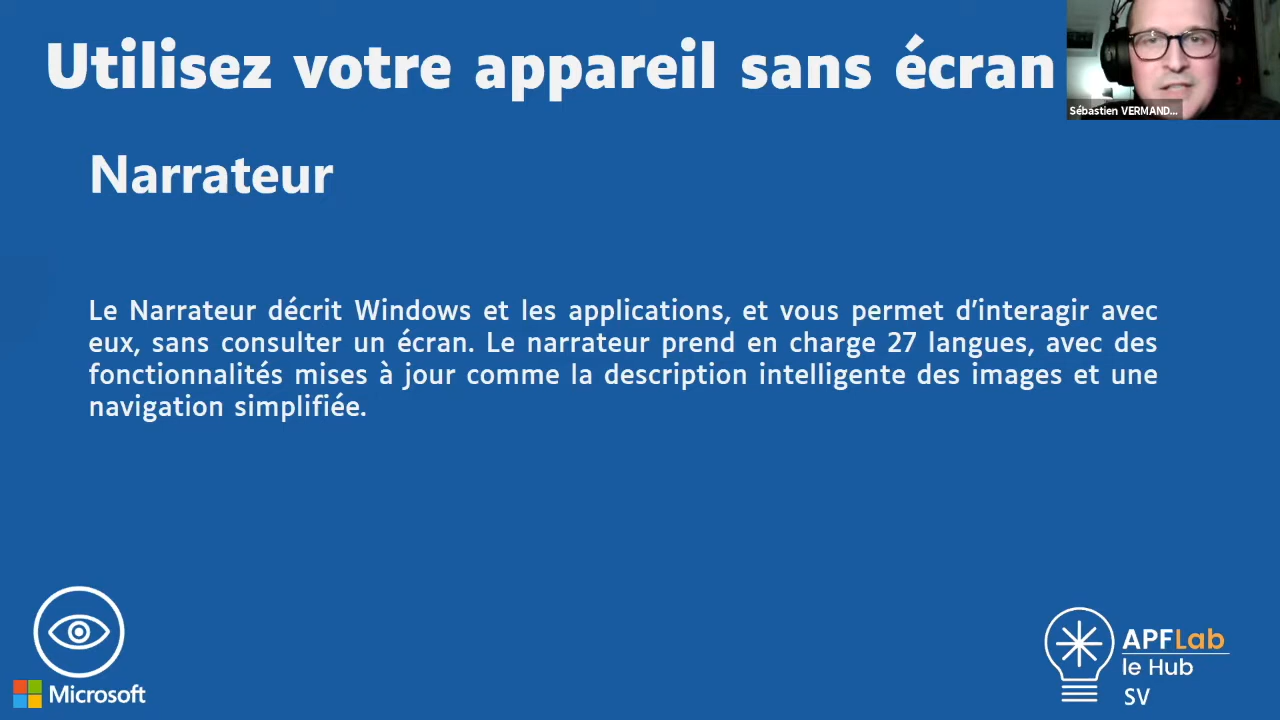 Utilisez votre appareil sans écran
Sébastien VERMAND...
Narrateur
Le Narrateur décrit Windows et les applications, et vous permet d’interagir avec
eux, sans consulter un écran. Le narrateur prend en charge 27 langues, avec des
fonctionnalités mises à jour comme la description intelligente des images et une
navigation simplifiée.
Microsoft
APFLab
le Hub
SV